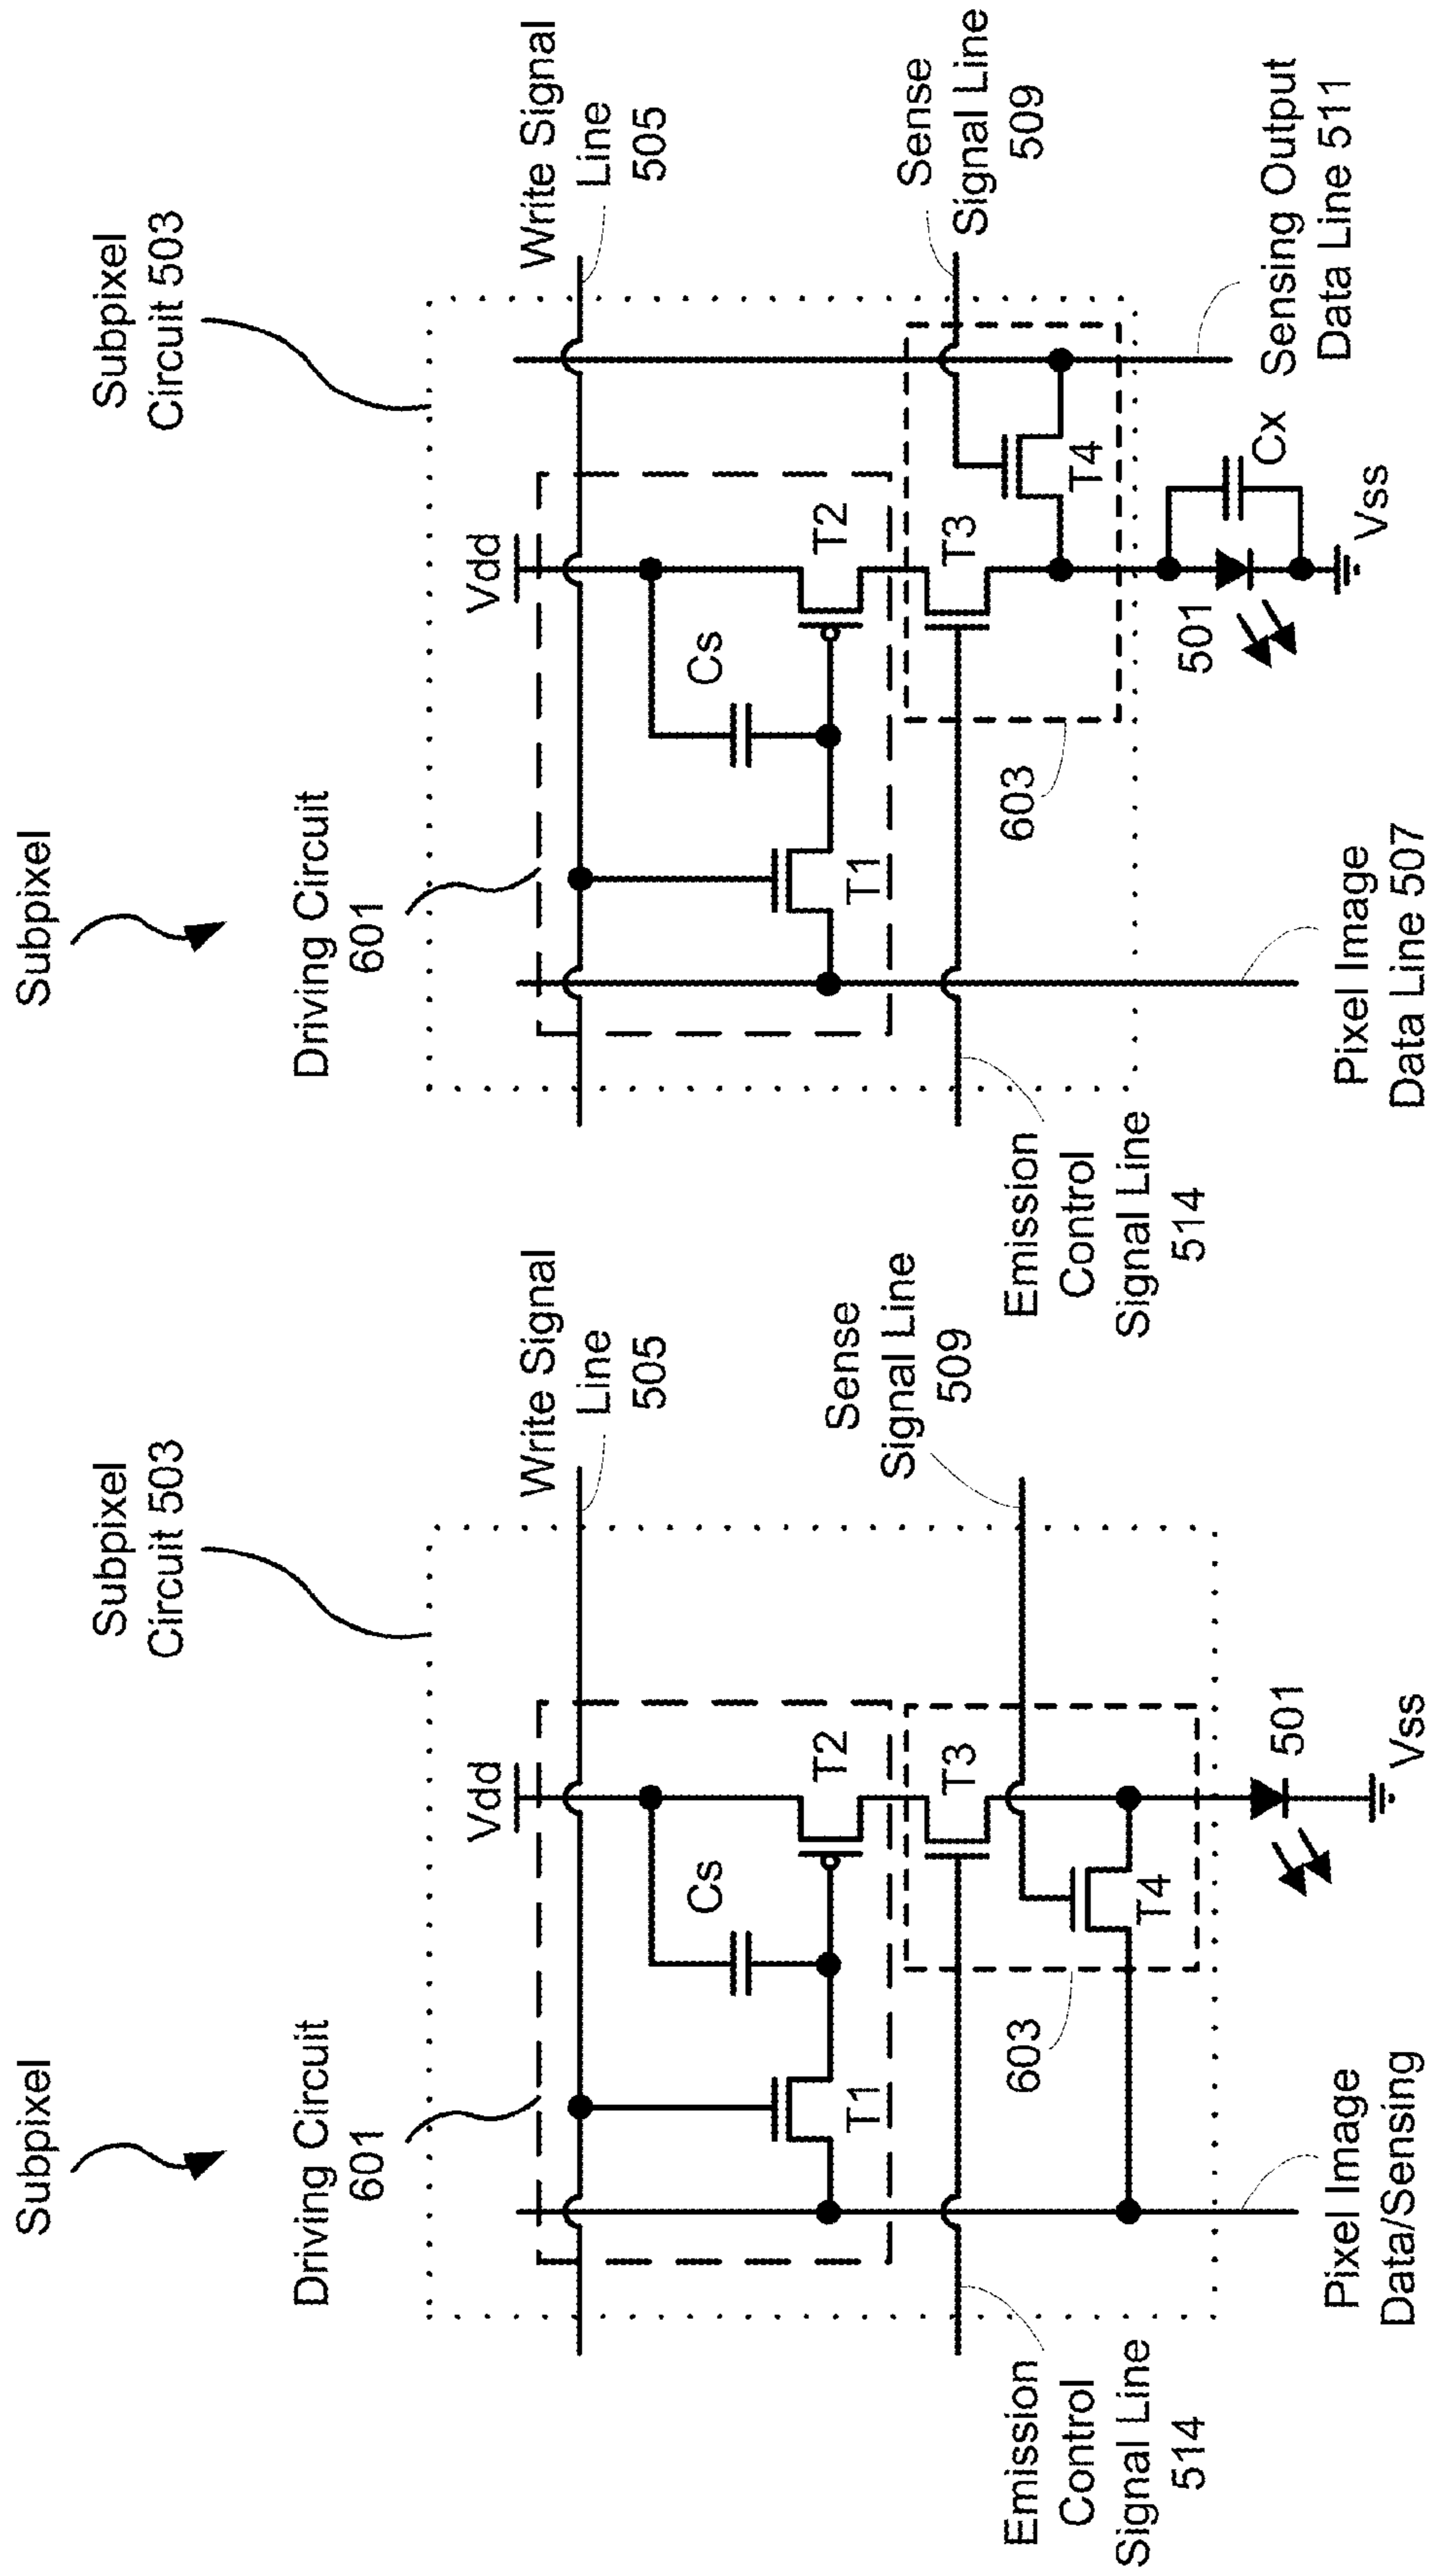 Subpixel
Subpixel
Circuit 503
Driving Circuit
601
Vdd
Write Signal
Line
505
Cs
T2
T1
T3
Sense
Signal Line
509
603
T4
Emission
Control
Signal Line
514
501
Vss
Pixel Image
Data/Sensing
Subpixel
Subpixel
Circuit 503
Driving Circuit
601
Vdd
Write Signal
Line
505
Cs
T2
T1
T3
Sense
Signal Line
509
603
T4
Emission
Control
Signal Line
514
501
Cx
Vss
Sensing Output
Data Line 511
Pixel Image
Data Line 507